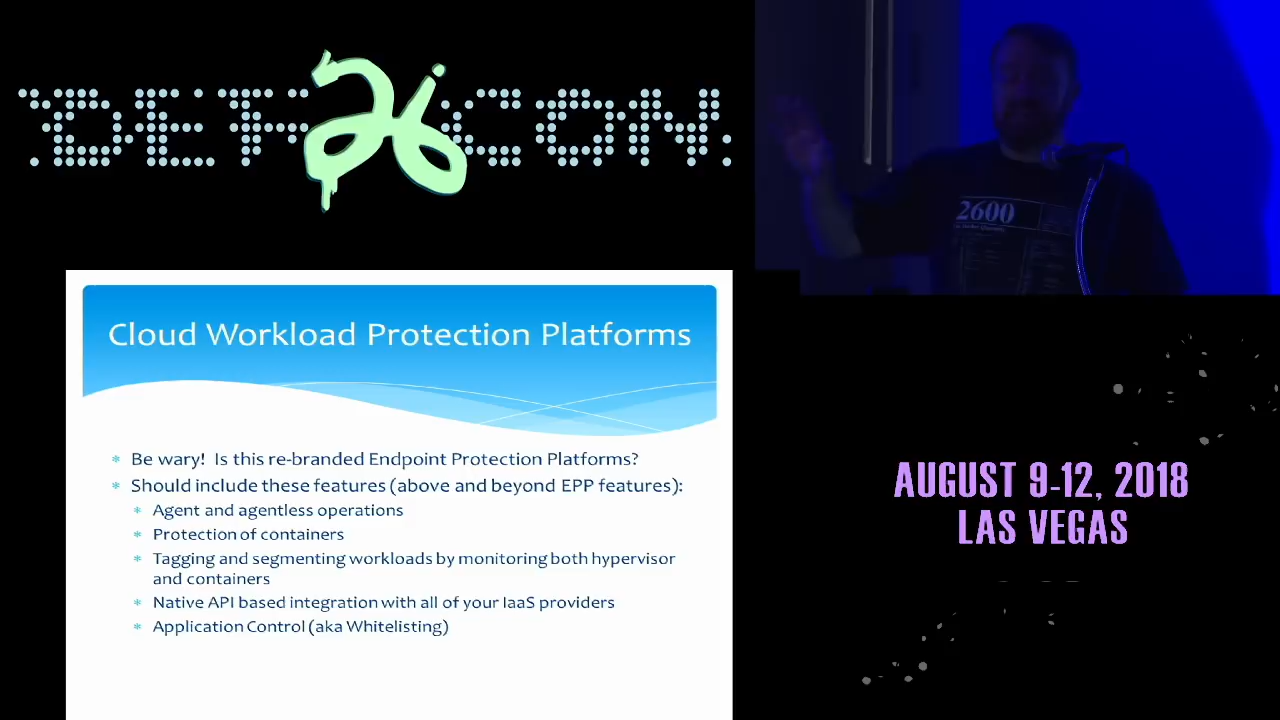 DEF CON
26
2600
Cloud Workload Protection Platforms
Be wary! Is this re-branded Endpoint Protection Platforms?
Should include these features (above and beyond EPP features):
Agent and agentless operations
Protection of containers
Tagging and segmenting workloads by monitoring both hypervisor
and containers
Native API based integration with all of your IaaS providers
Application Control (aka Whitelisting)
AUGUST 9-12, 2018
LAS VEGAS